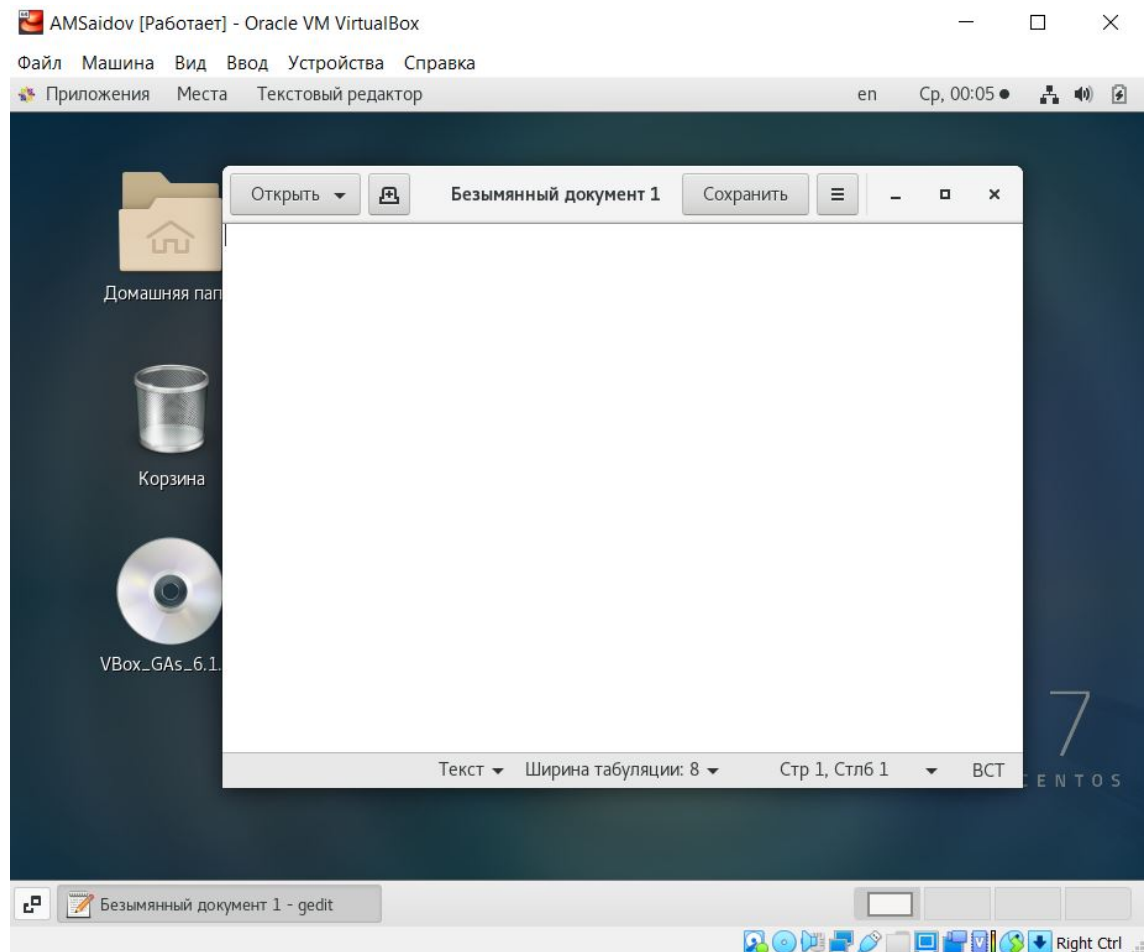 AMSaidov [Работает] - Oracle VM VirtualBox
Файл Машина Вид Ввод Устройства Справка
Приложения Места Текстовый редактор en Ср, 00:05
Открыть Безымянный документ 1 Сохранить
Домашняя пап
Корзина
VBox_GAs_6.1.
7
CENTOS
Текст Ширина табуляции: 8 Стр 1, Стлб 1 ВСТ
Безымянный документ 1 - gedit
Right Ctrl